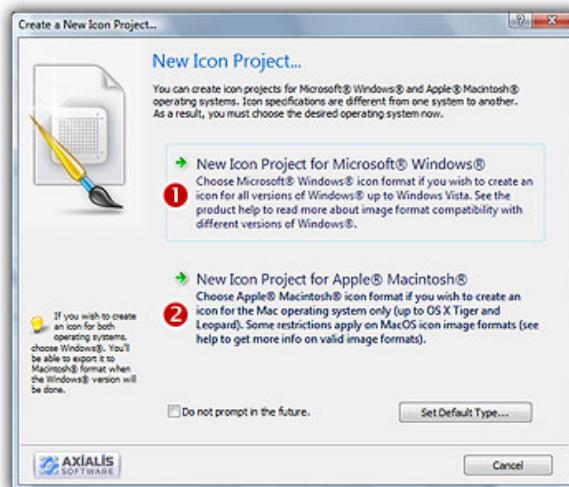 Create a New Icon Project...
New Icon Project...
You can create icon projects for Microsoft® Windows® and Apple® Macintosh®
operating systems. Icon specifications are different from one system to another.
As a result, you must choose the desired operating system now.
New Icon Project for Microsoft® Windows®
1
Choose Microsoft® Windows® icon format if you wish to create an
icon for all versions of Windows® up to Windows Vista. See the
product help to read more about image format compatibility with
different versions of Windows®.
New Icon Project for Apple® Macintosh®
2
Choose Apple® Macintosh® icon format if you wish to create an
icon for the Mac operating system only (up to OS X Tiger and
Leopard). Some restrictions apply on MacOS icon image formats (see
help to get more info on valid image formats).
If you wish to create
an icon for both
operating systems,
choose Windows®. You'll
be able to export it to
Macintosh® format when
the Windows® version will
be done.
Do not prompt in the future.
Set Default Type...
AXIALIS
SOFTWARE
Cancel